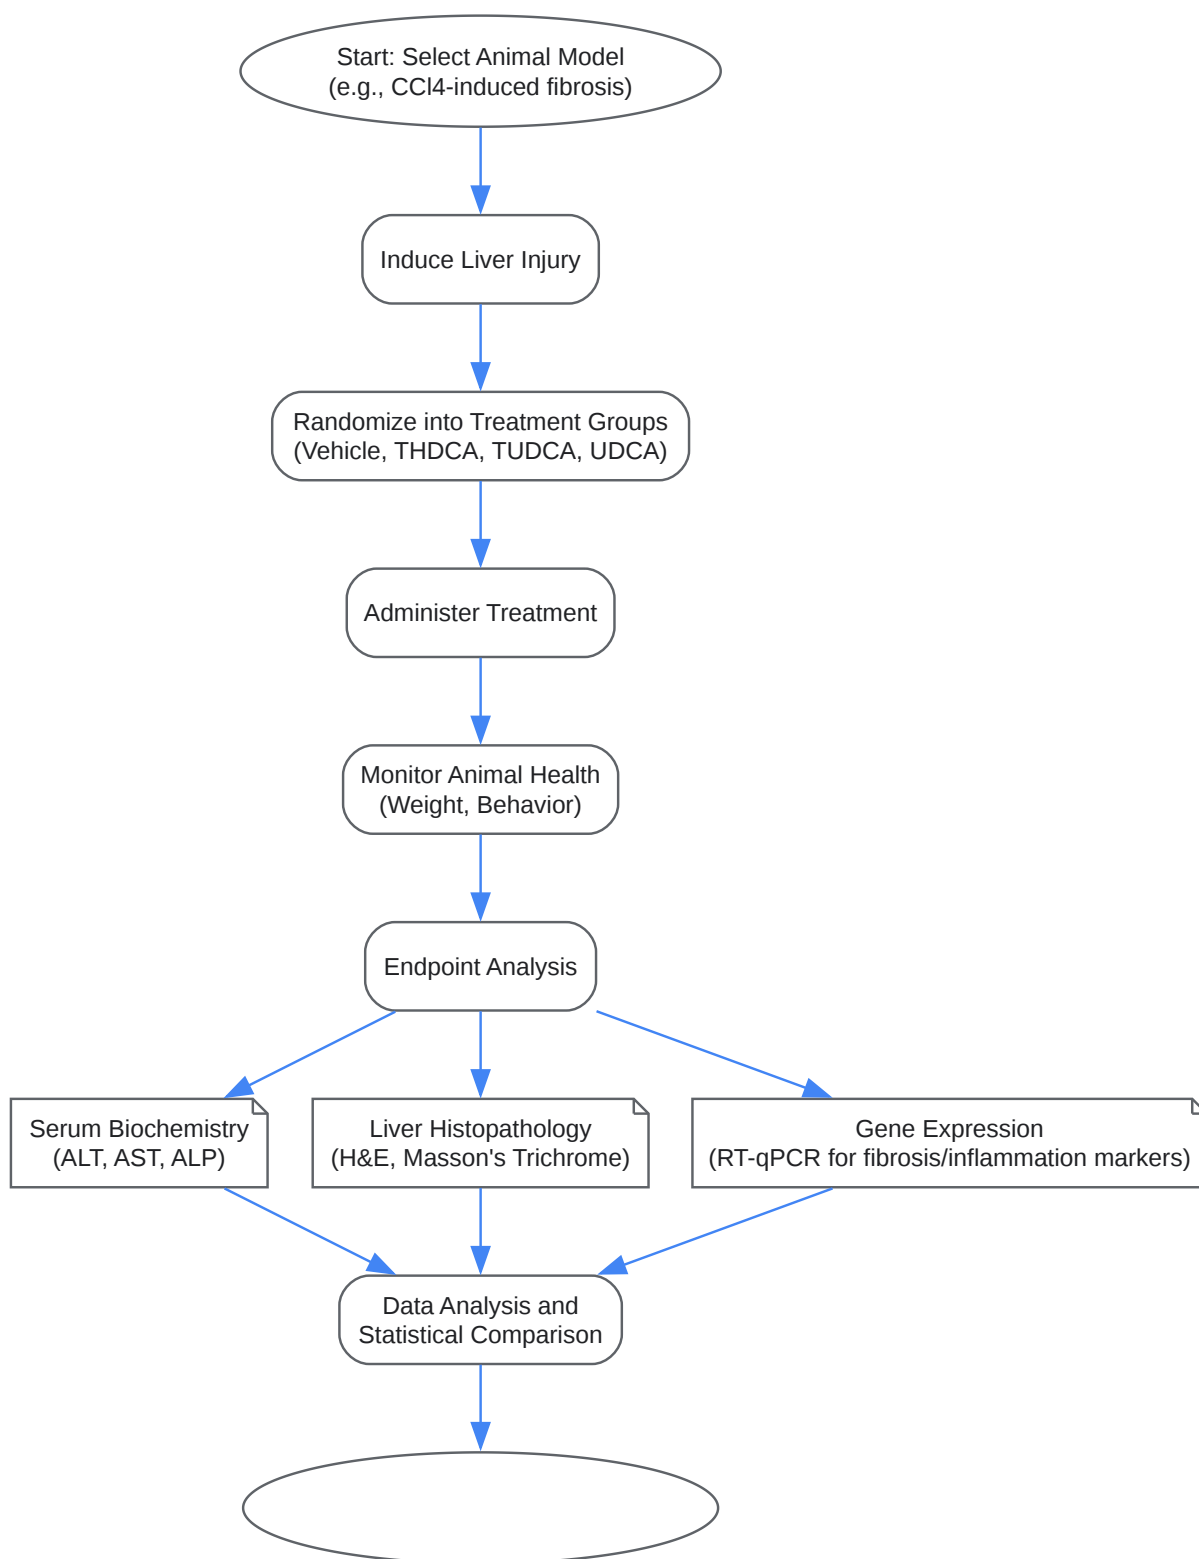 Start: Select Animal Model
(e.g., CCl4-induced fibrosis)
Induce Liver Injury
Randomize into Treatment Groups
(Vehicle, THDCA, TUDCA, UDCA)
Administer Treatment
Monitor Animal Health
(Weight, Behavior)
Endpoint Analysis
Serum Biochemistry
(ALT, AST, ALP)
Liver Histopathology
(H&E, Masson's Trichrome)
Gene Expression
(RT-qPCR for fibrosis/inflammation markers)
Data Analysis and
Statistical Comparison